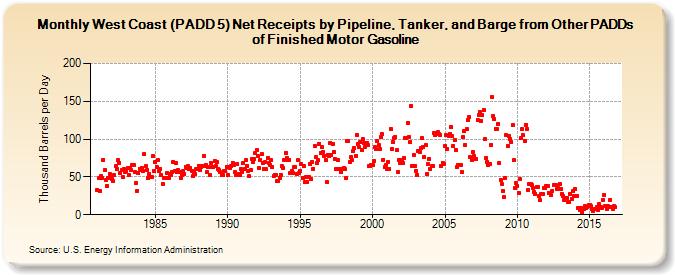 Monthly West Coast (PADD 5) Net Receipts by Pipeline, Tanker, and Barge from Other PADDs
of Finished Motor Gasoline
Thousand Barrels per Day
200
150
100
50
0
1985 1990 1995 2000 2005 2010 2015
Source: U.S. Energy Information Administration